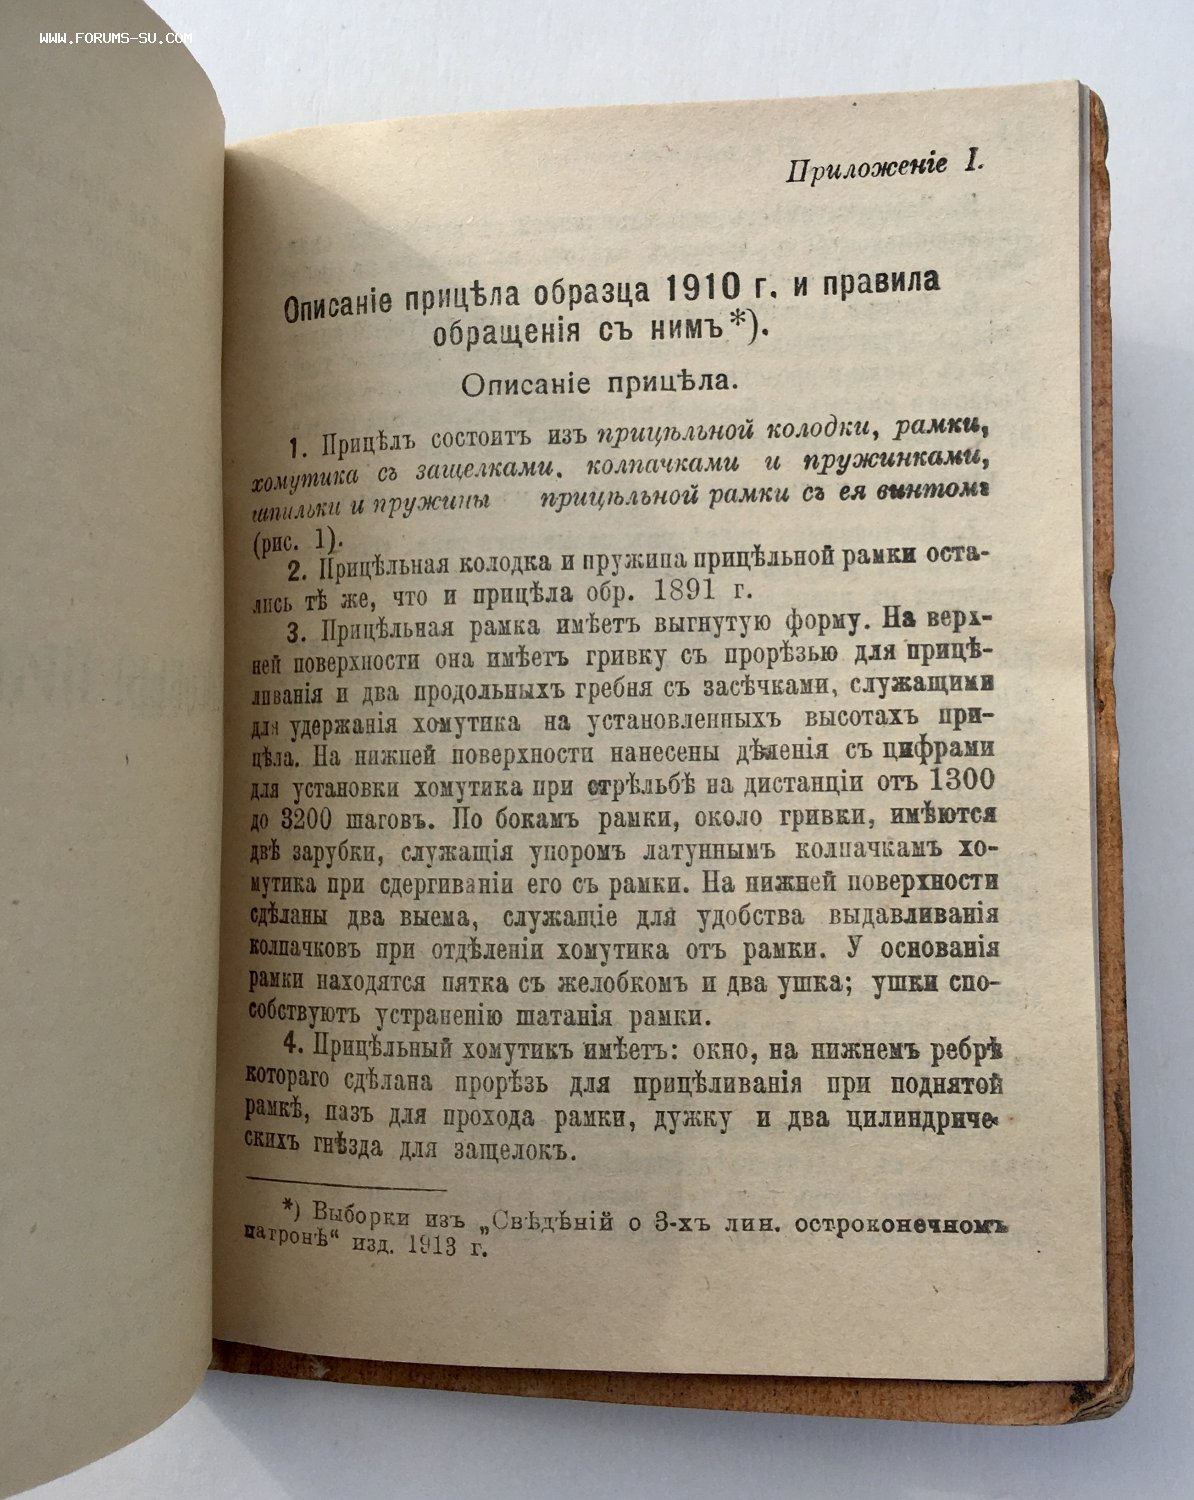 WWW.FORUMS-SU.COM
Приложеніе I.
Описаніе прицѣла образца 1910 г. и правила
обращенія съ нимъ*).
Описаніе прицѣла.
1. Прицѣлъ состоитъ изъ прицѣльной колодки, рамки,
хомутика съ защелками. колпачками и пружинками,
шпильки и пружины прицѣльной рамки съ ея винтомъ
(рис. 1).
2. Прицѣльная колодка и пружина прицѣльной рамки оста-
лись тѣ же, что и прицѣла обр. 1891 г.
3. Прицѣльная рамка имѣетъ выгнутую форму. На верх-
ней поверхности она имѣетъ гривку съ прорѣзью для прицѣ-
ливанія и два продольныхъ гребня съ засѣчками, служащими
для удержанія хомутика на установленныхъ высотахъ при-
цѣла. На нижней поверхности нанесены дѣленія съ цифрами
для установки хомутика при стрѣльбѣ на дистанціи отъ 1300
до 3200 шаговъ. По бокамъ рамки, около гривки, имѣются
двѣ зарубки, служащія упоромъ латуннымъ колпачкамъ хо-
мутика при сдергиваніи его съ рамки. На нижней поверхности
сдѣланы два выема, служащіе для удобства выдавливанія
колпачковъ при отдѣленіи хомутика отъ рамки. У основанія
рамки находятся пятка съ желобкомъ и два ушка; ушки спо-
собствуютъ устраненію шатанія рамки.
4. Прицѣльный хомутикъ имѣетъ: окно, на нижнемъ ребрѣ
котораго сдѣлана прорѣзь для прицѣливанія при поднятой
рамкѣ, пазъ для прохода рамки, дужку и два цилиндриче-
скихъ гнѣзда для защелокъ.
*) Выборки изъ „Свѣдѣній о 3-хъ лин. остроконечномъ
патронѣ“ изд. 1913 г.